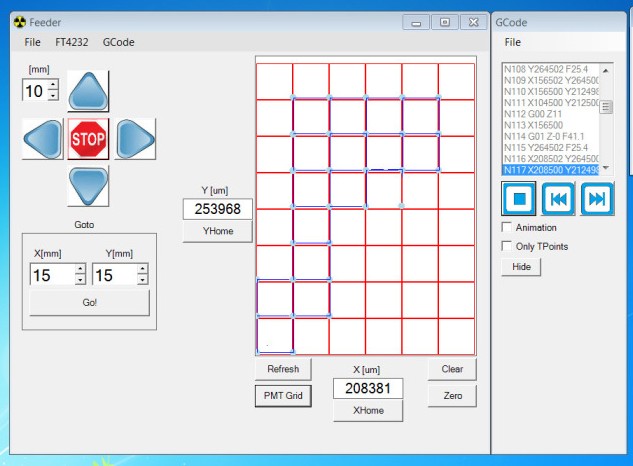 Feeder
File FT4232 GCode
[mm]
10
STOP
Goto
X[mm] Y[mm]
15 15
Go!
Y [um]
253968
YHome
Refresh
PMT Grid
X [um]
208381
XHome
Clear
Zero
GCode
File
N108 Y264502 F25.4
N109 X156502 Y264500
N110 X156500 Y212498
N111 X104500 Y212500
N112 G00 Z11
N113 X156500
N114 G01 Z-0 F41.1
N115 Y264502 F25.4
N116 X208502 Y264500
N117 X208500 Y212498
Animation
Only TPoints
Hide